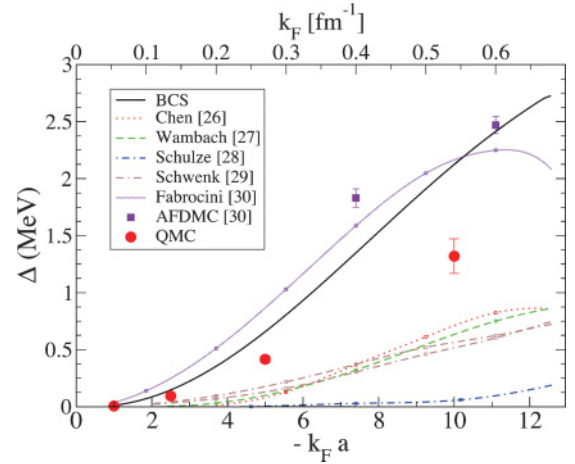 k_F [fm^-1]
0 0.1 0.2 0.3 0.4 0.5 0.6
3
2.5
2
1.5
1
0.5
0
Δ (MeV)
BCS
Chen [26]
Wambach [27]
Schulze [28]
Schwenk [29]
Fabrocini [30]
AFDMC [30]
QMC
0 2 4 6 8 10 12
- k_F a